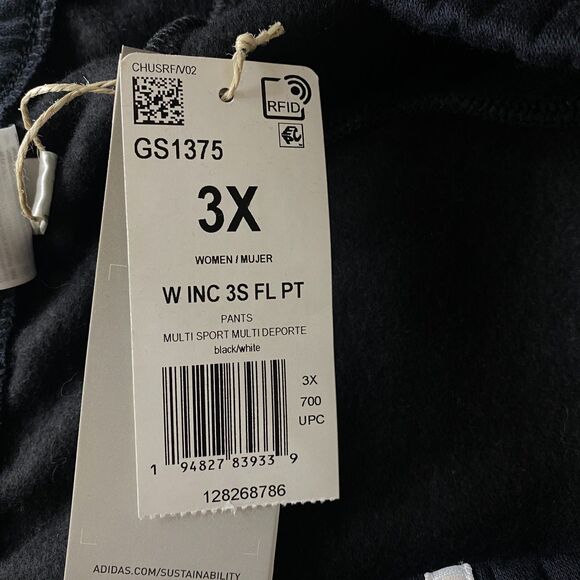 CHUSRF/V02
RFID
GS1375
3X
WOMEN / MUJER
W INC 3S FL PT
PANTS
MULTI SPORT MULTI DEPORTE
black/white
3X
700
UPC
1 94827 83933 9
128268786
ADIDAS.COM/SUSTAINABILITY